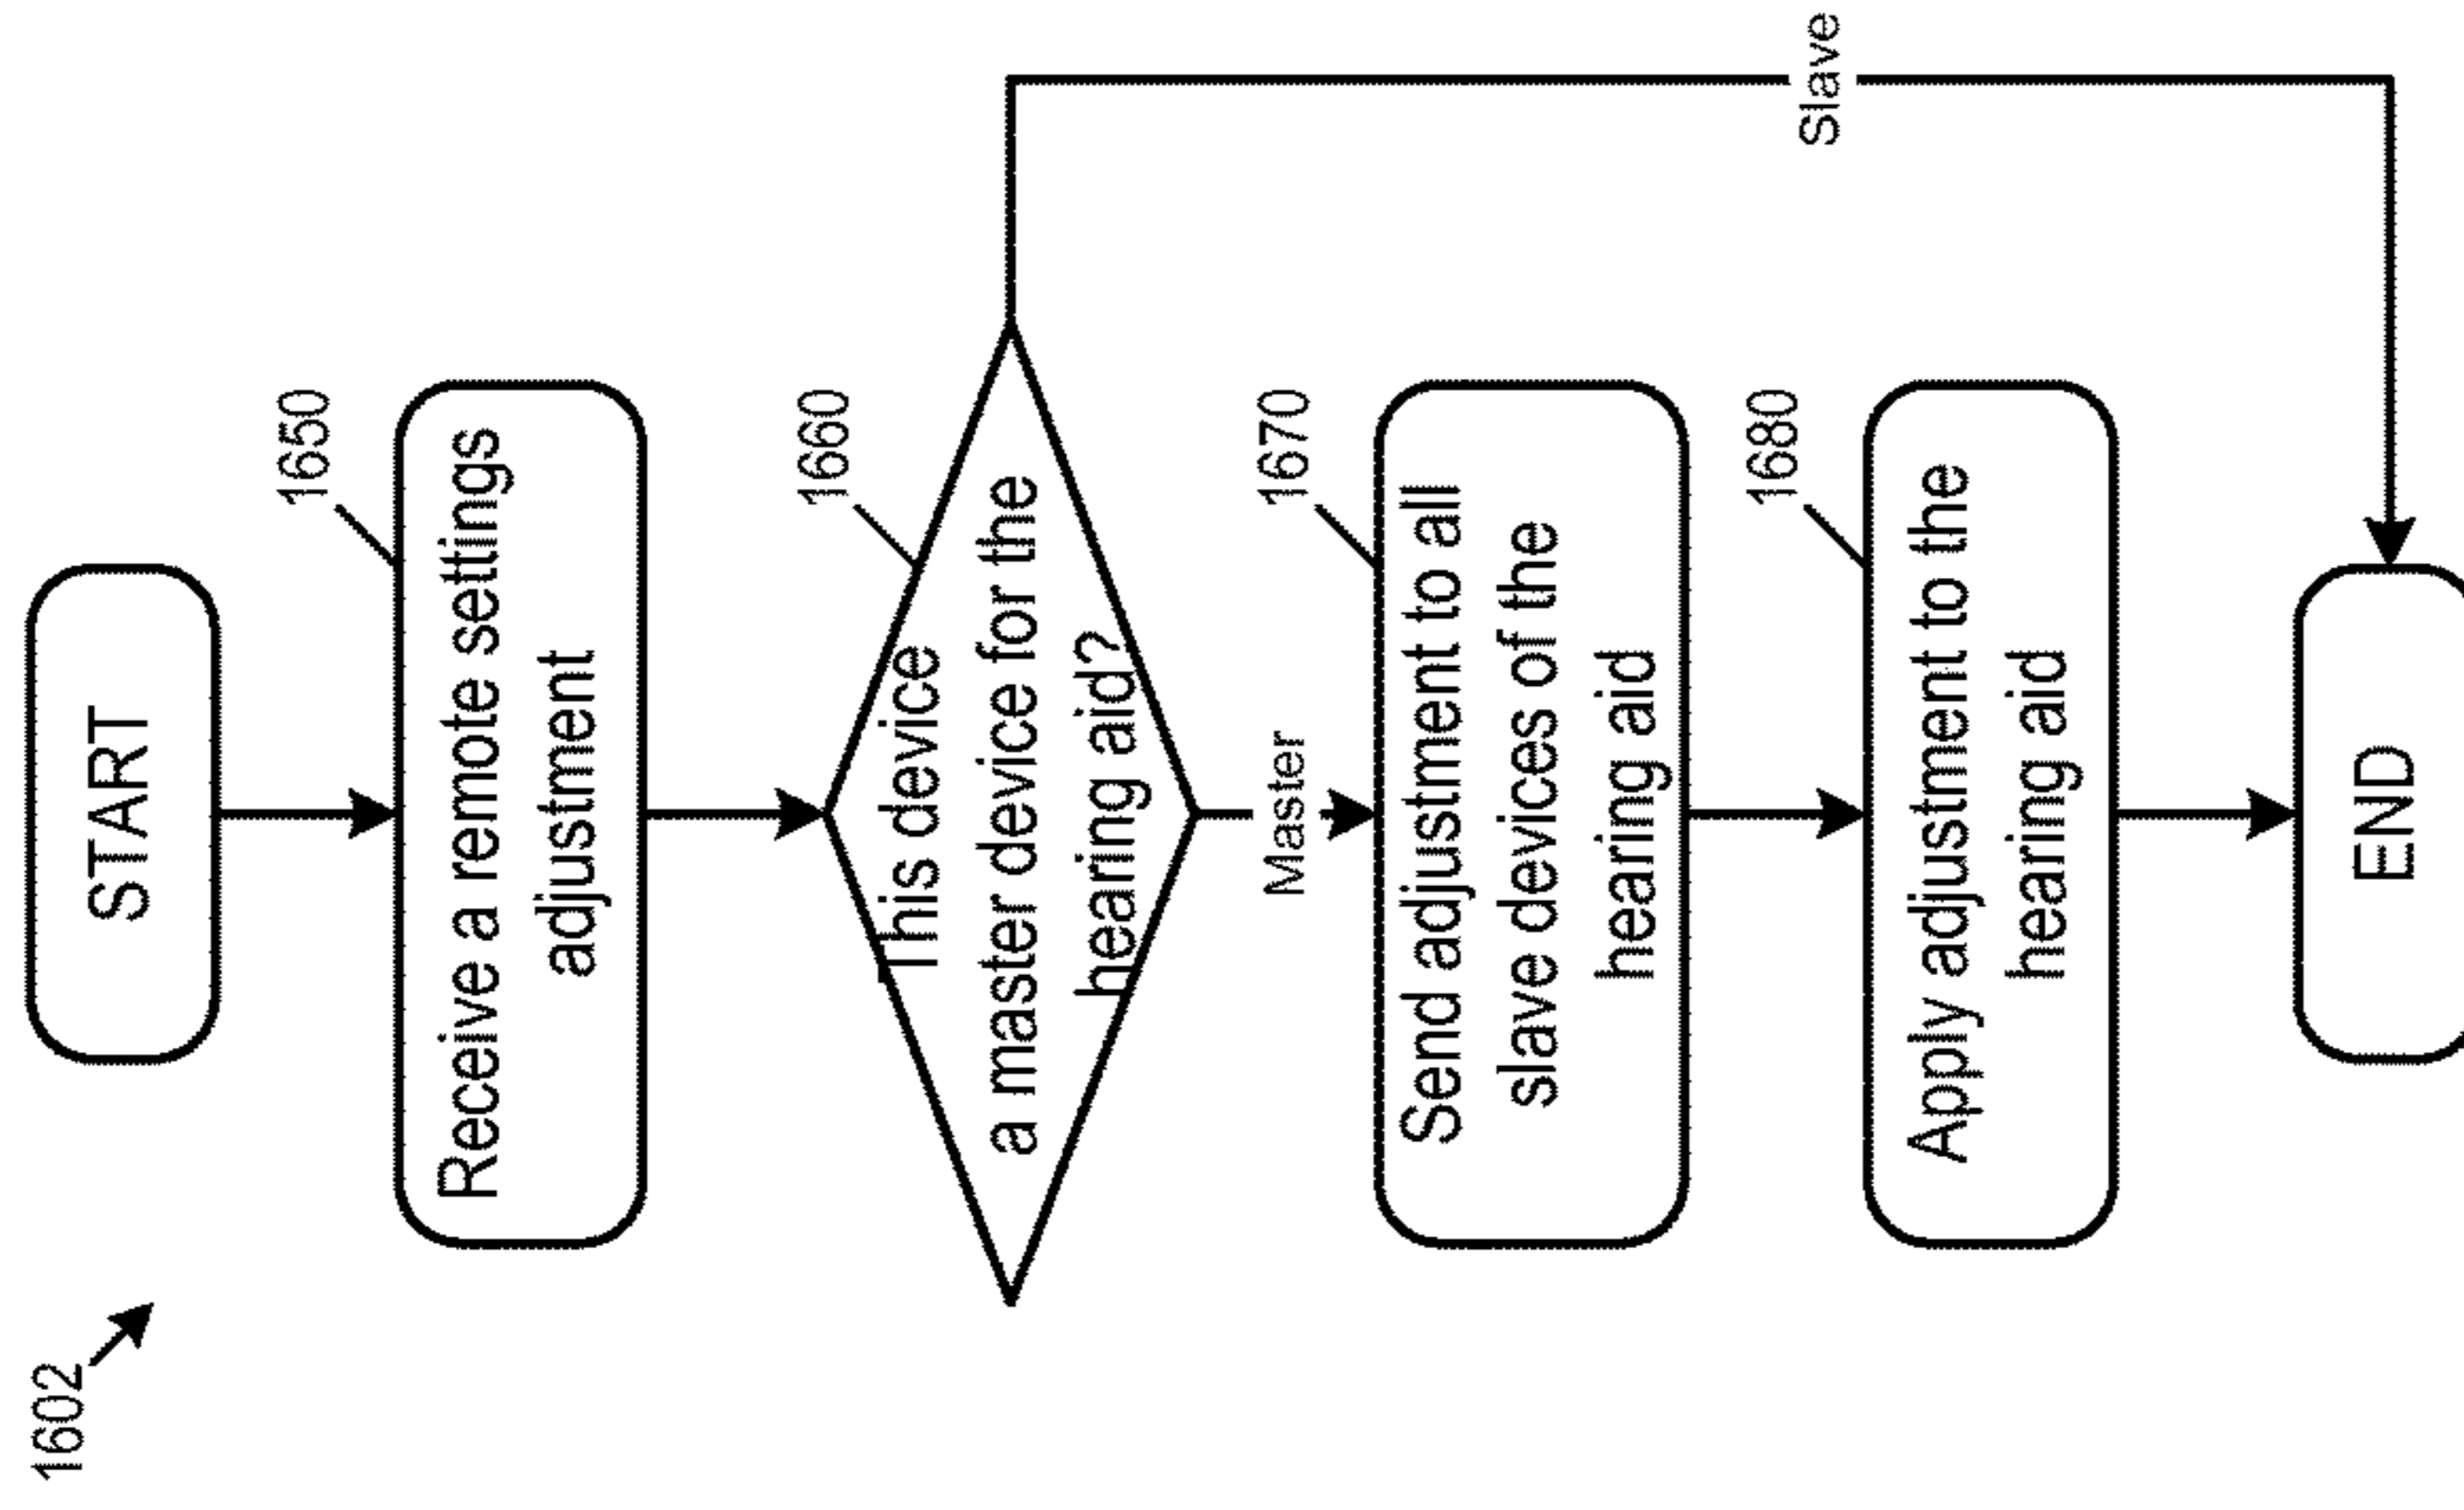 1602
START
1650
Receive a remote settings
adjustment
1660
This device
a master device for the
hearing aid?
Slave
Master
1670
Send adjustment to all
slave devices of the
hearing aid
1680
Apply adjustment to the
hearing aid
END